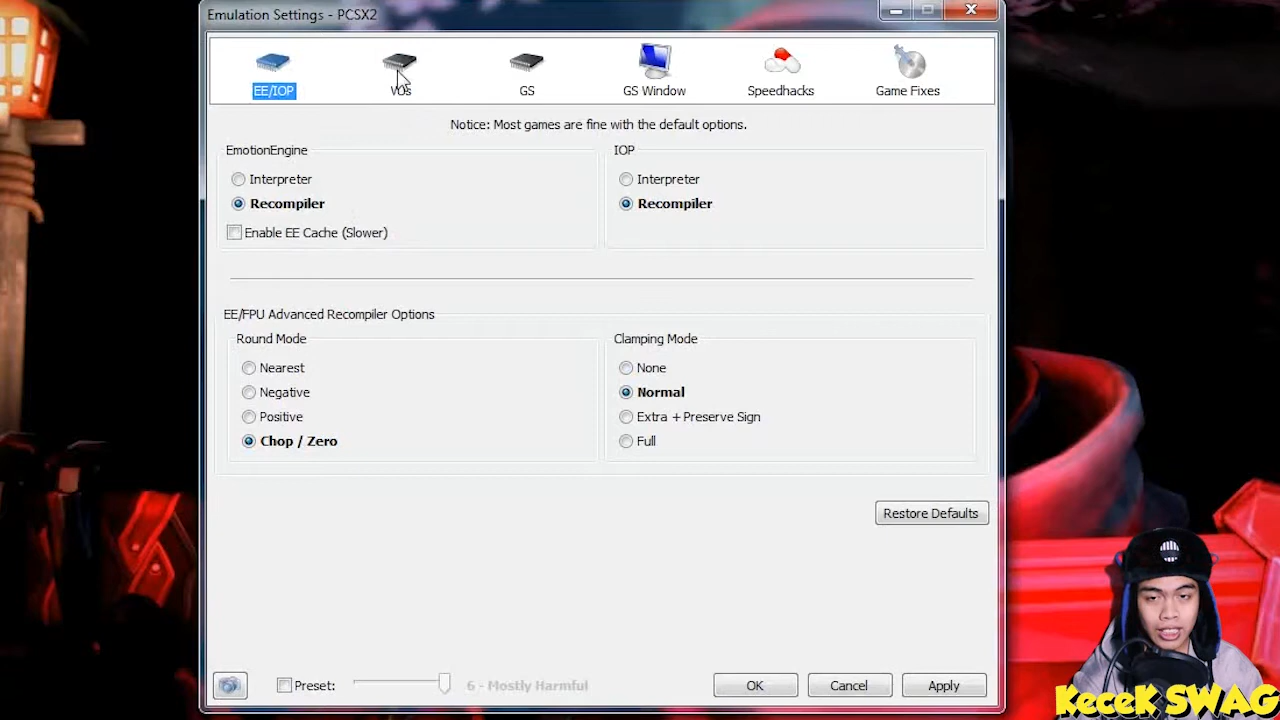 Emulation Settings - PCSX2
EE/IOP
VUs
GS
GS Window
Speedhacks
Game Fixes
Notice: Most games are fine with the default options.
EmotionEngine
Interpreter
Recompiler
Enable EE Cache (Slower)
IOP
Interpreter
Recompiler
EE/FPU Advanced Recompiler Options
Round Mode
Nearest
Negative
Positive
Chop / Zero
Clamping Mode
None
Normal
Extra + Preserve Sign
Full
Restore Defaults
Preset:
6 - Mostly Harmful
OK
Cancel
Apply
KeceK SWAG